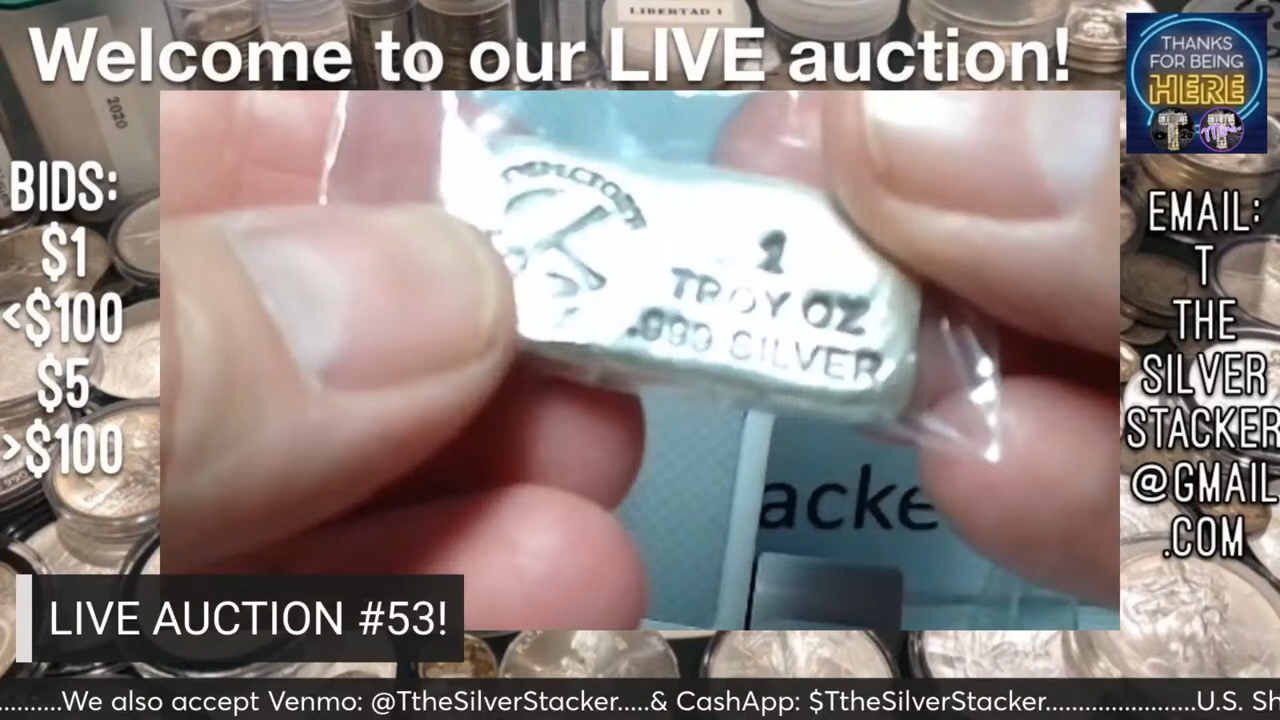 LIBERTAD 1
Welcome to our LIVE auction!
THANKS
FOR BEING
HERE
2020
BIDS:
$1
<$100
$5
>$100
EMAIL:
T
THE
SILVER
STACKER
@GMAIL
.COM
1
TROY OZ
.999 SILVER
acke
LIVE AUCTION #53!
..........We also accept Venmo: @TtheSilverStacker.....& CashApp: $TtheSilverStacker......................U.S. Sh